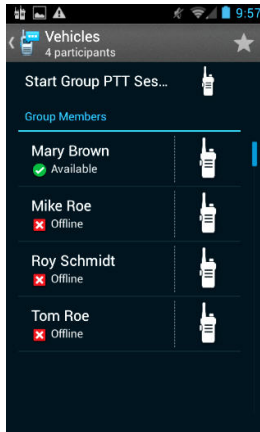 9:57
Vehicles
4 participants
Start Group PTT Ses...
Group Members
Mary Brown
Available
Mike Roe
Offline
Roy Schmidt
Offline
Tom Roe
Offline